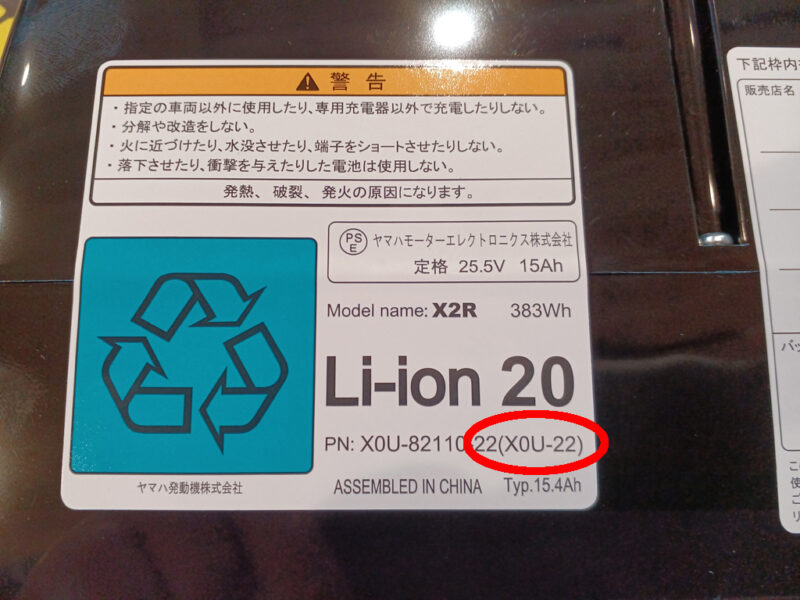 警告
・指定の車両以外に使用したり、専用充電器以外で充電したりしない。
・分解や改造をしない。
・火に近づけたり、水没させたり、端子をショートさせたりしない。
・落下させたり、衝撃を与えたりした電池は使用しない。
発熱、破裂、発火の原因になります。
PS
E
ヤマハモーターエレクトロニクス株式会社
定格 25.5V 15Ah
Model name: X2R 383Wh
Li-ion 20
PN: X0U-82110-22(X0U-22)
ヤマハ発動機株式会社
ASSEMBLED IN CHINA Typ.15.4Ah
下記枠内
販売店名